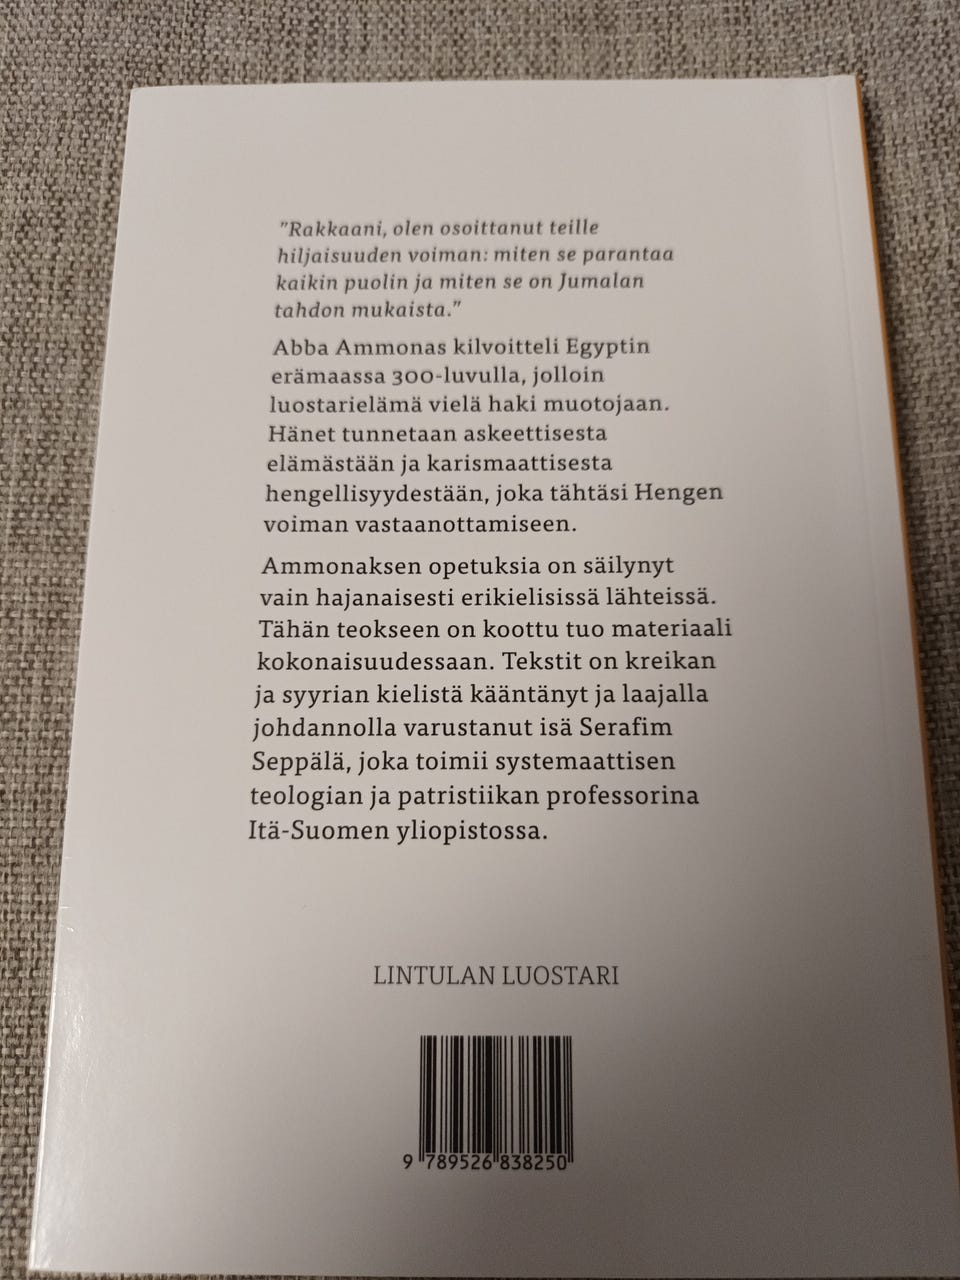 "Rakkaani, olen osoittanut teille
hiljaisuuden voiman: miten se parantaa
kaikin puolin ja miten se on Jumalan
tahdon mukaista."
Abba Ammonas kilvoitteli Egyptin
erämaassa 300-luvulla, jolloin
luostarielämä vielä haki muotojaan.
Hänet tunnetaan askeettisesta
elämästään ja karismaattisesta
hengellisyydestään, joka tähtäsi Hengen
voiman vastaanottamiseen.
Ammonaksen opetuksia on säilynyt
vain hajanaisesti erikielisissä lähteissä.
Tähän teokseen on koottu tuo materiaali
kokonaisuudessaan. Tekstit on kreikan
ja syyrian kielistä kääntänyt ja laajalla
johdannolla varustanut isä Serafim
Seppälä, joka toimii systemaattisen
teologian ja patristiikan professorina
Itä-Suomen yliopistossa.
LINTULAN LUOSTARI
9 789526 838250